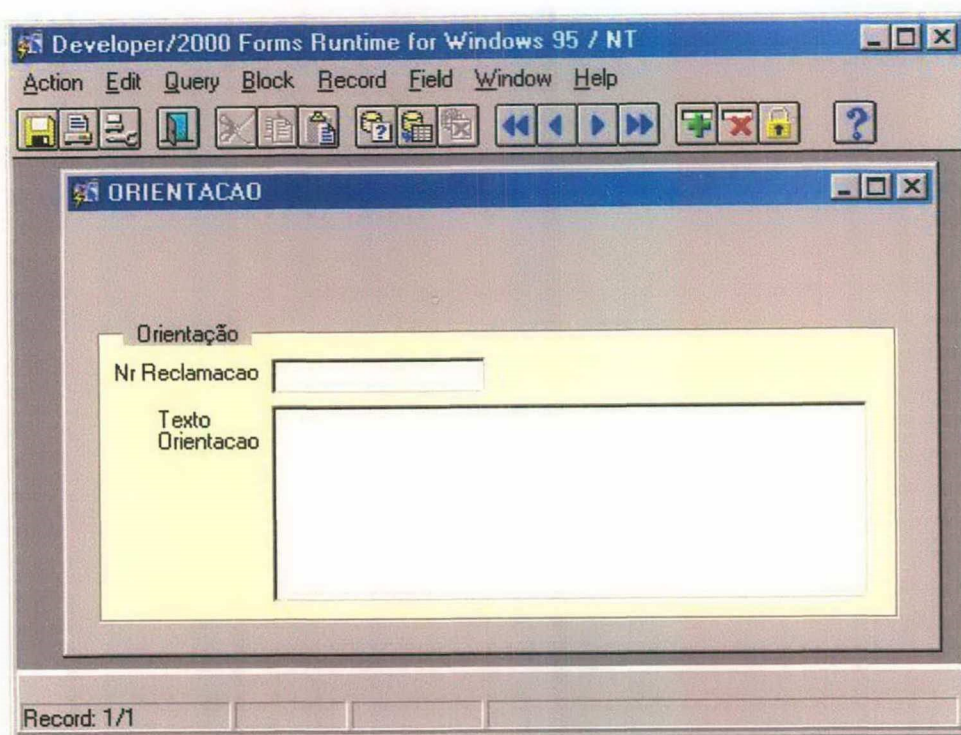 Developer/2000 Forms Runtime for Windows 95 / NT
Action Edit Query Block Record Field Window Help
ORIENTACAO
Orientação
Nr Reclamacao
Texto
Orientacao
Record: 1/1